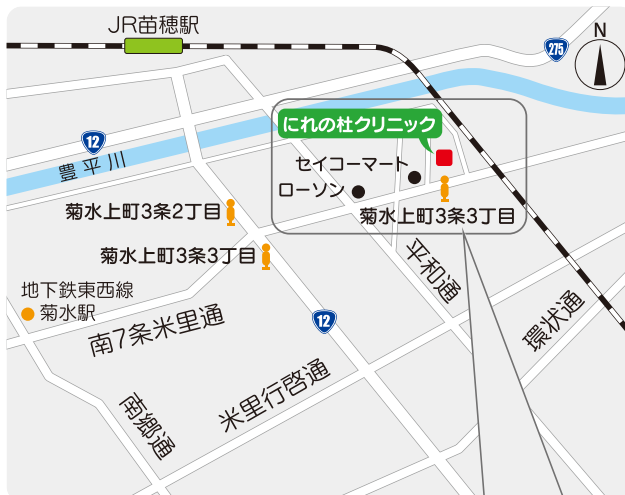 JR苗穂駅
N
275
12
豊平川
にれの杜クリニック
セイコーマート
ローソン
菊水上町3条2丁目
菊水上町3条3丁目
菊水上町3条3丁目
地下鉄東西線
菊水駅
平和通
環状通
12
南7条米里通
米里行啓通
南郷通